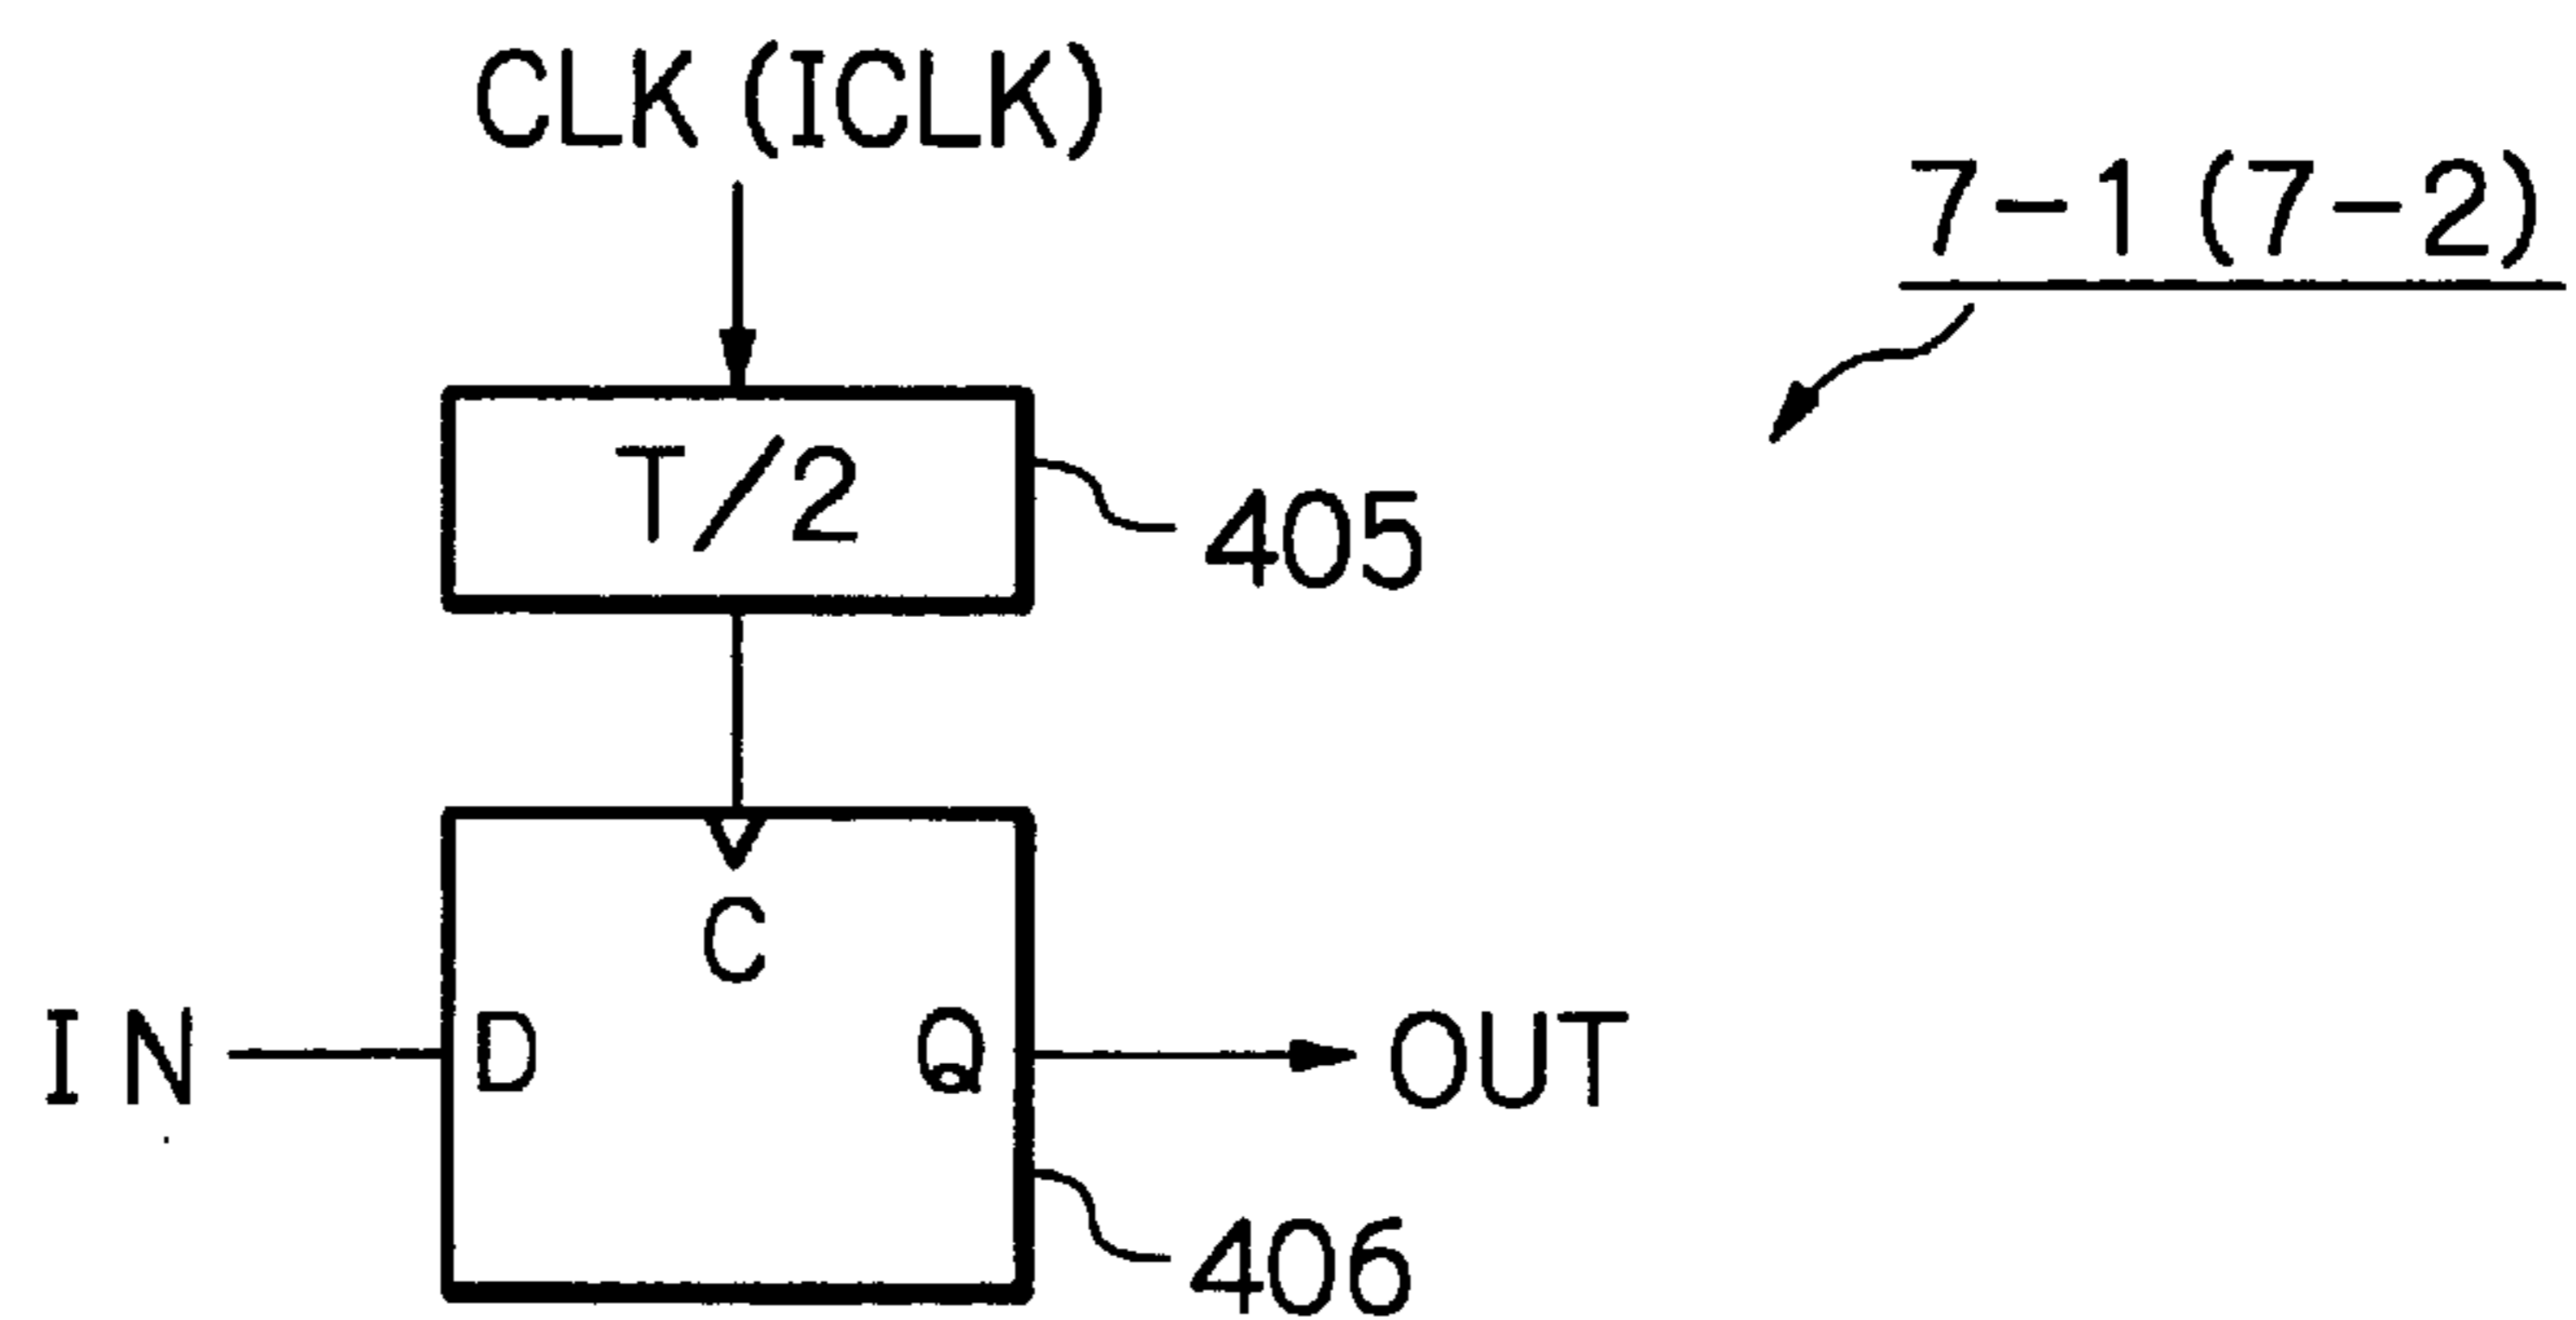 CLK (ICLK)
7-1 (7-2)
T/2
405
C
IN
D
Q
OUT
406